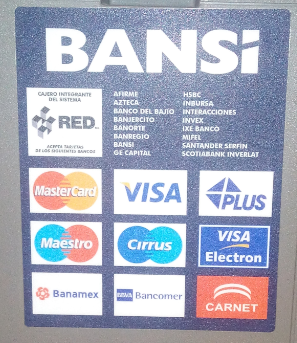 BANSí
CAJERO INTEGRANTE
DEL SISTEMA
RED
ACEPTA TARJETAS
DE LOS SIGUIENTES BANCOS
AFIRME
AZTECA
BANCO DEL BAJIO
BANJERCITO
BANORTE
BANREGIO
BANSI
GE CAPITAL
HSBC
INBURSA
INTERACCIONES
INVEX
IXE BANCO
MIFEL
SANTANDER SERFIN
SCOTIABANK INVERLAT
MasterCard
VISA
PLUS
Maestro
Cirrus
VISA
Electron
Banamex
BBVA Bancomer
CARNET